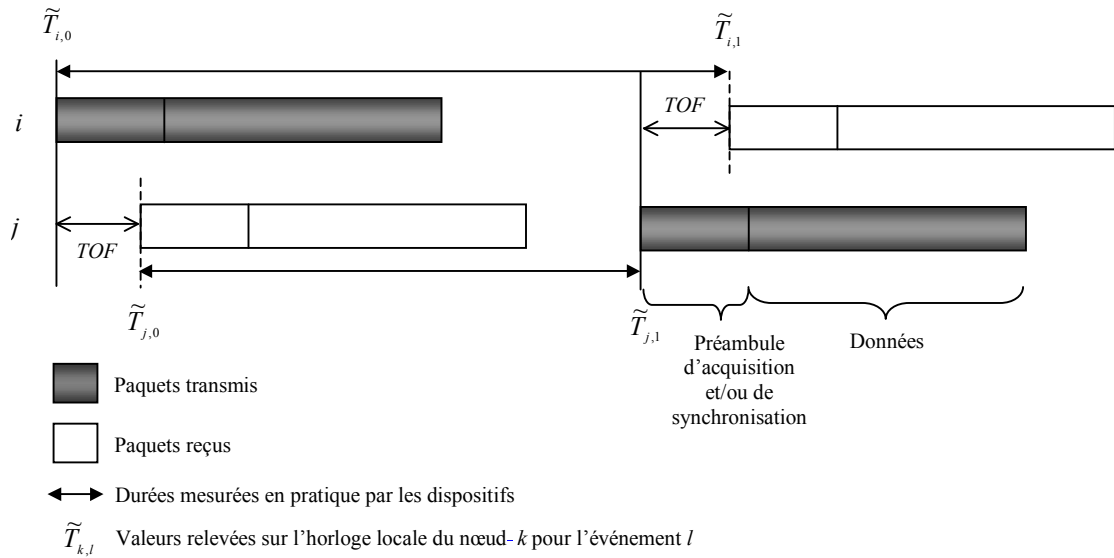 T̃i,0
T̃i,1
TOF
i
j
TOF
T̃j,0
T̃j,1
Préambule
d'acquisition
et/ou de
synchronisation
Données
Paquets transmis
Paquets reçus
Durées mesurées en pratique par les dispositifs
T̃k,l Valeurs relevées sur l'horloge locale du nœud-k pour l'événement l